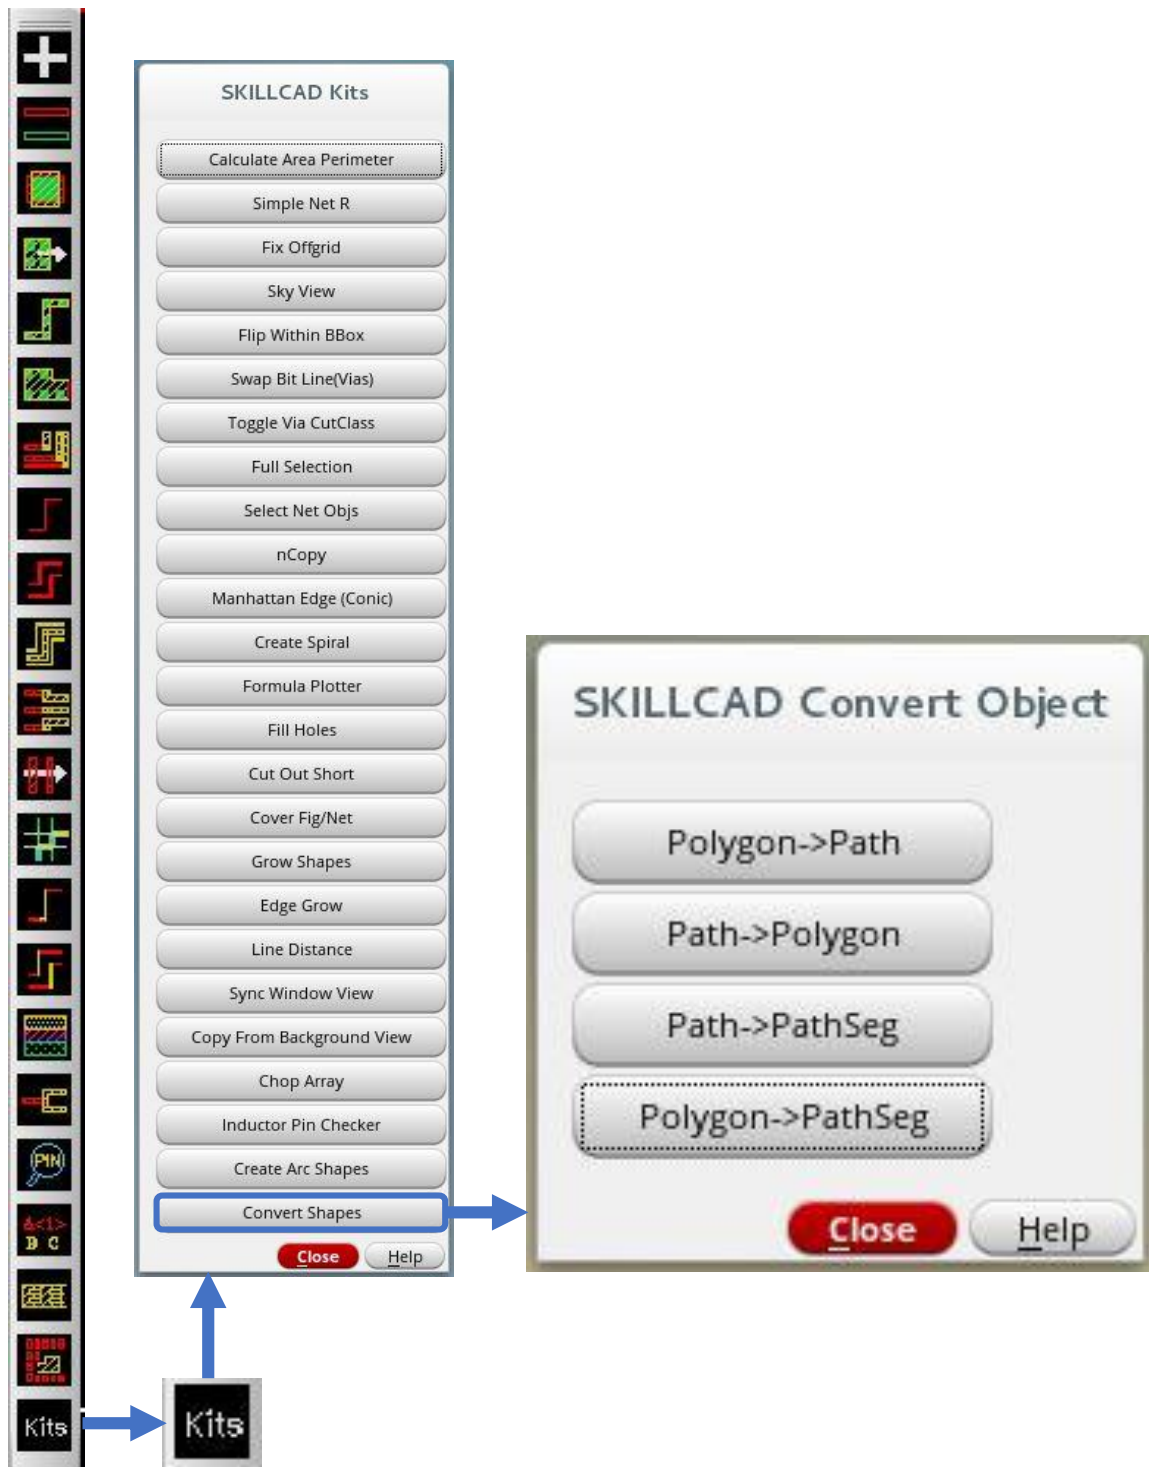 SKILLCAD Kits
Calculate Area Perimeter
Simple Net R
Fix Offgrid
Sky View
Flip Within BBox
Swap Bit Line(Vias)
Toggle Via CutClass
Full Selection
Select Net Objs
nCopy
Manhattan Edge (Conic)
Create Spiral
Formula Plotter
Fill Holes
Cut Out Short
Cover Fig/Net
Grow Shapes
Edge Grow
Line Distance
Sync Window View
Copy From Background View
Chop Array
Inductor Pin Checker
Create Arc Shapes
Convert Shapes
Close Help
SKILLCAD Convert Object
Polygon->Path
Path->Polygon
Path->PathSeg
Polygon->PathSeg
Close Help
PIN
B C
Kits
Kits